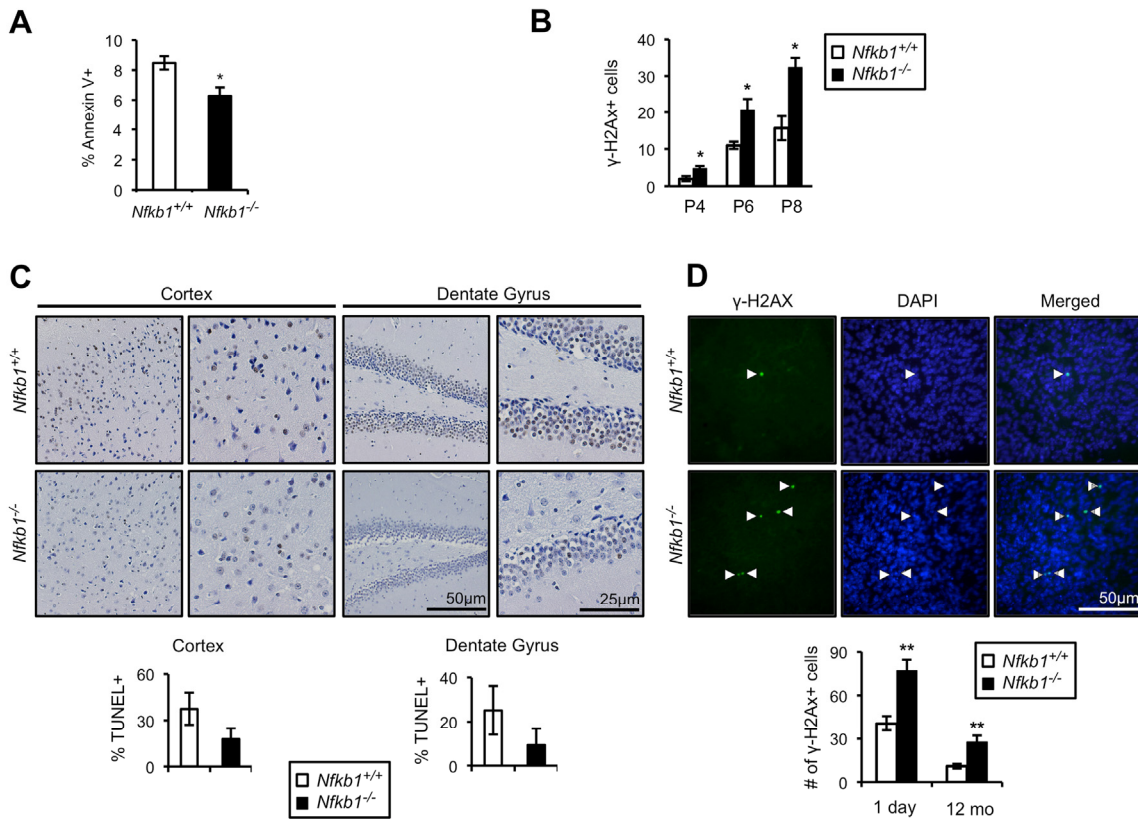 A
% Annexin V+
10
8
6
4
2
0
*
Nfkb1+/+
Nfkb1-/-
B
γ-H2Ax+ cells
40
30
20
10
0
*
*
*
P4
P6
P8
Nfkb1+/+
Nfkb1-/-
C
Cortex
Dentate Gyrus
Nfkb1+/+
Nfkb1-/-
50μm
25μm
Cortex
% TUNEL+
60
30
0
Dentate Gyrus
% TUNEL+
40
20
0
Nfkb1+/+
Nfkb1-/-
D
γ-H2AX
DAPI
Merged
Nfkb1+/+
Nfkb1-/-
50μm
# of γ-H2Ax+ cells
90
60
30
0
**
**
1 day
12 mo
Nfkb1+/+
Nfkb1-/-